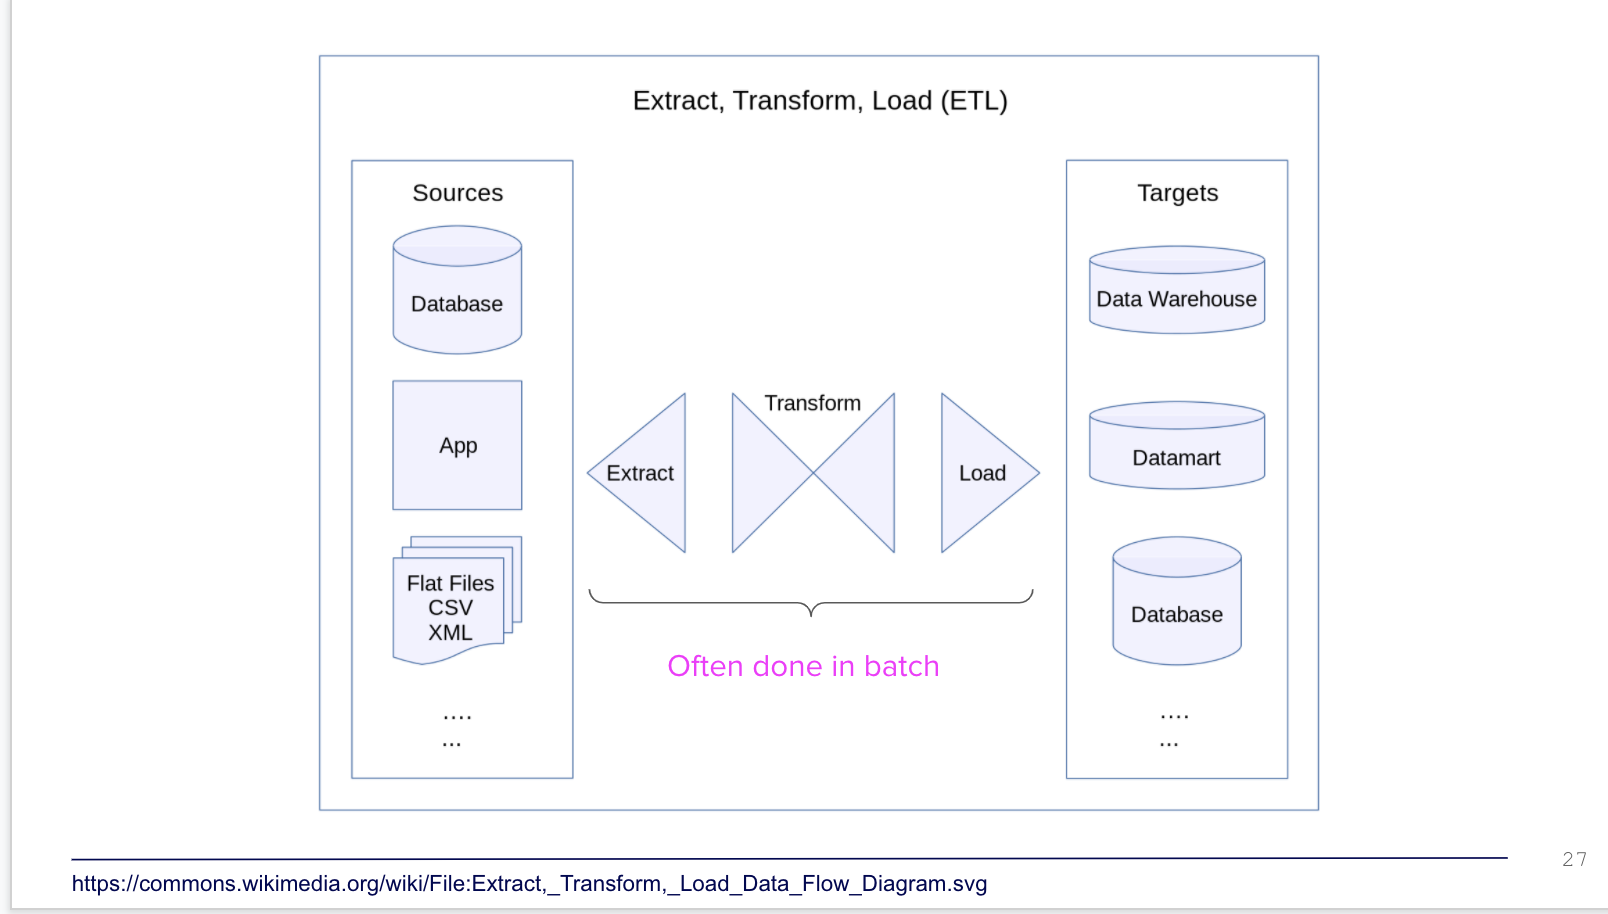 Extract, Transform, Load (ETL)
Sources
Database
App
Flat Files
CSV
XML
....
...
Extract
Transform
Load
Often done in batch
Targets
Data Warehouse
Datamart
Database
....
...
27
https://commons.wikimedia.org/wiki/File:Extract,_Transform,_Load_Data_Flow_Diagram.svg